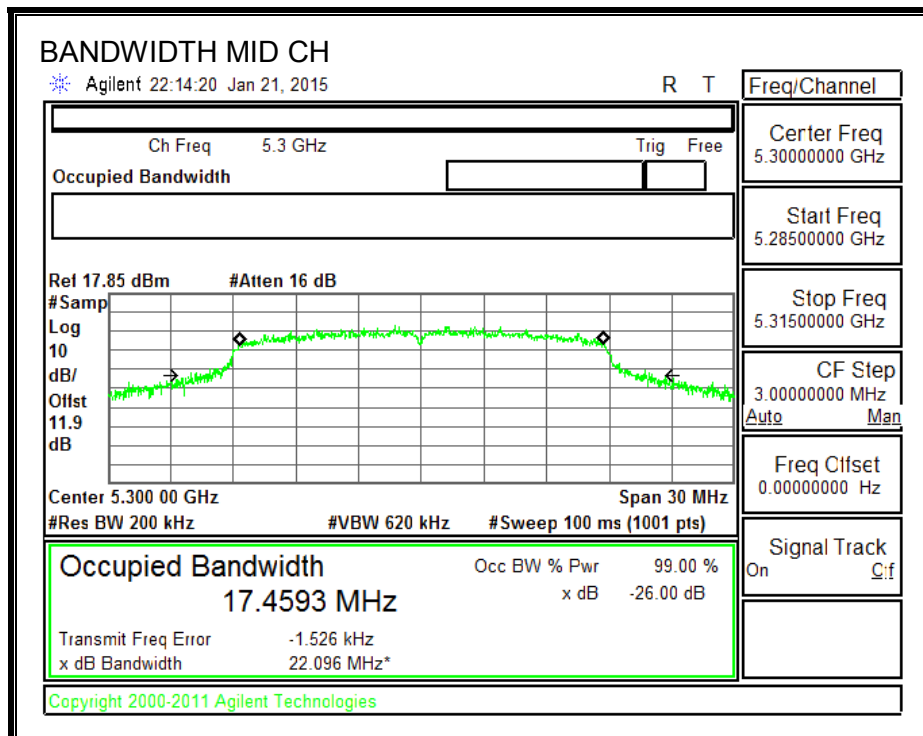 BANDWIDTH MID CH
Agilent 22:14:20 Jan 21, 2015 R T
Freq/Channel
Ch Freq 5.3 GHz Trig Free
Occupied Bandwidth
Center Freq
5.30000000 GHz
Start Freq
5.28500000 GHz
Stop Freq
5.31500000 GHz
CF Step
3.00000000 MHz
Auto Man
Freq Offset
0.00000000 Hz
Signal Track
On Off
Ref 17.85 dBm #Atten 16 dB
#Samp
Log
10
dB/
Offst
11.9
dB
Center 5.300 00 GHz Span 30 MHz
#Res BW 200 kHz #VBW 620 kHz #Sweep 100 ms (1001 pts)
Occupied Bandwidth Occ BW % Pwr 99.00 %
17.4593 MHz x dB -26.00 dB
Transmit Freq Error -1.526 kHz
x dB Bandwidth 22.096 MHz*
Copyright 2000-2011 Agilent Technologies